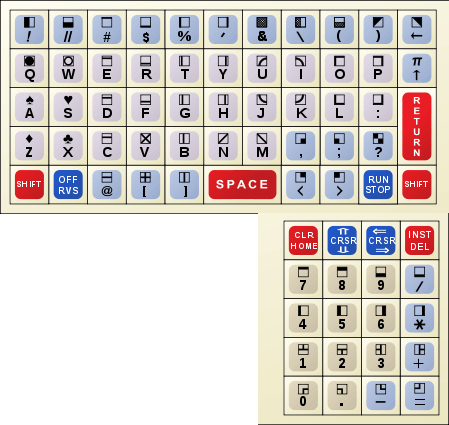 ! // # $ % ' & \ ( ) ←
Q W E R T Y U I O P π ↑
A S D F G H J K L : RETURN
Z X C V B N M , ; ?
SHIFT OFF RVS @ [ ] SPACE < > RUN STOP SHIFT
CLR HOME ⇑ CRSR ⇓ ⇐ CRSR ⇒ INST DEL
7 8 9 /
4 5 6 *
1 2 3 +
0 . − =